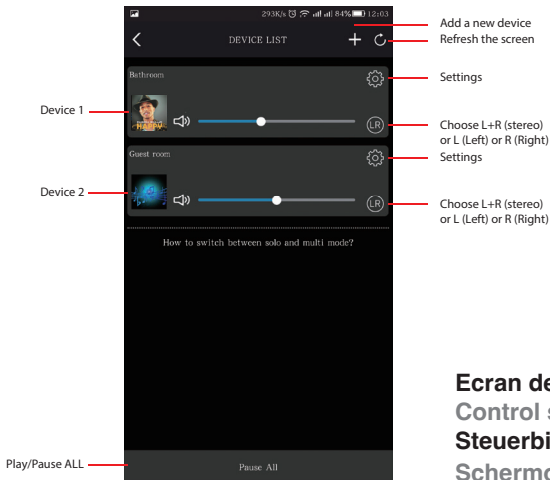 293K/s 84% 12:03
DEVICE LIST
Add a new device
Refresh the screen
Bathroom
Settings
Device 1
HAPPY
LR
Choose L+R (stereo)
or L (Left) or R (Right)
Guest room
Settings
Device 2
LR
Choose L+R (stereo)
or L (Left) or R (Right)
How to switch between solo and multi mode?
Ecran de
Control s
Steuerbi
Schermo
Play/Pause ALL
Pause All